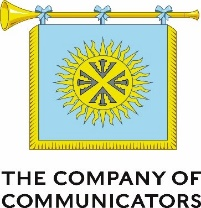 THE COMPANY OF
COMMUNICATORS